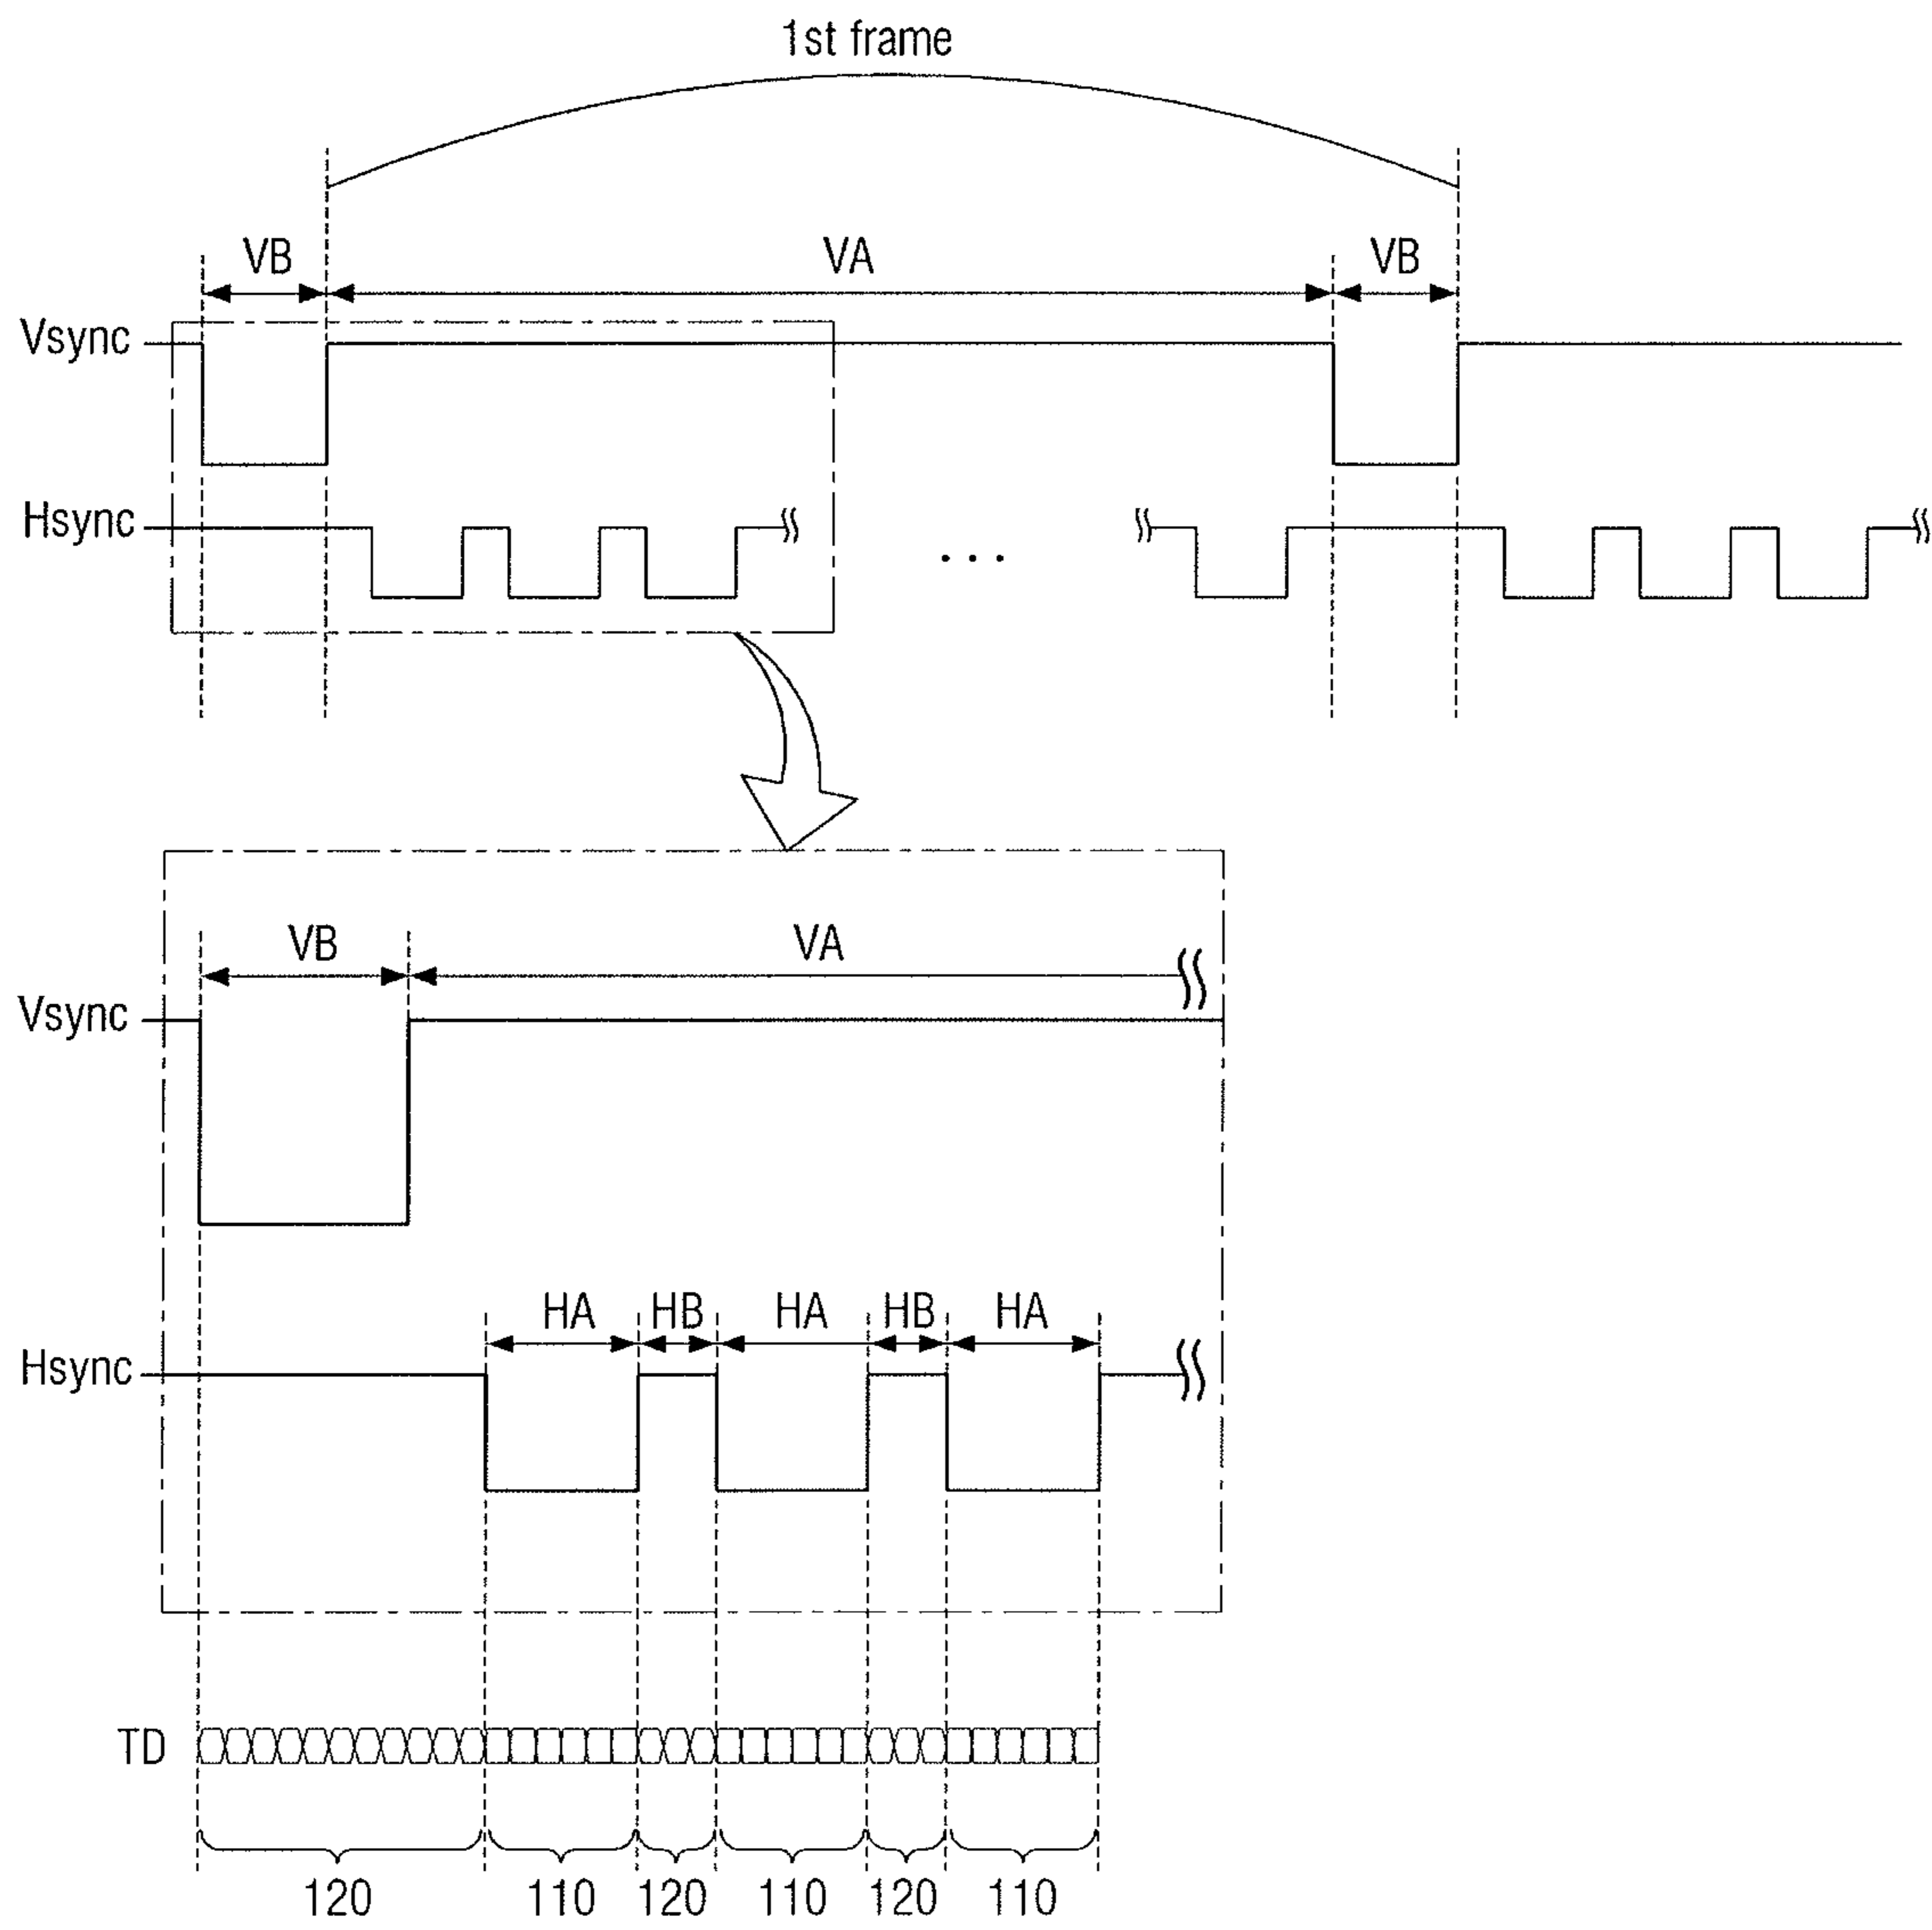 1st frame
VB VA VB
Vsync
Hsync
...
VB VA
Vsync
HA HB HA HB HA
Hsync
TD
120 110 120 110 120 110